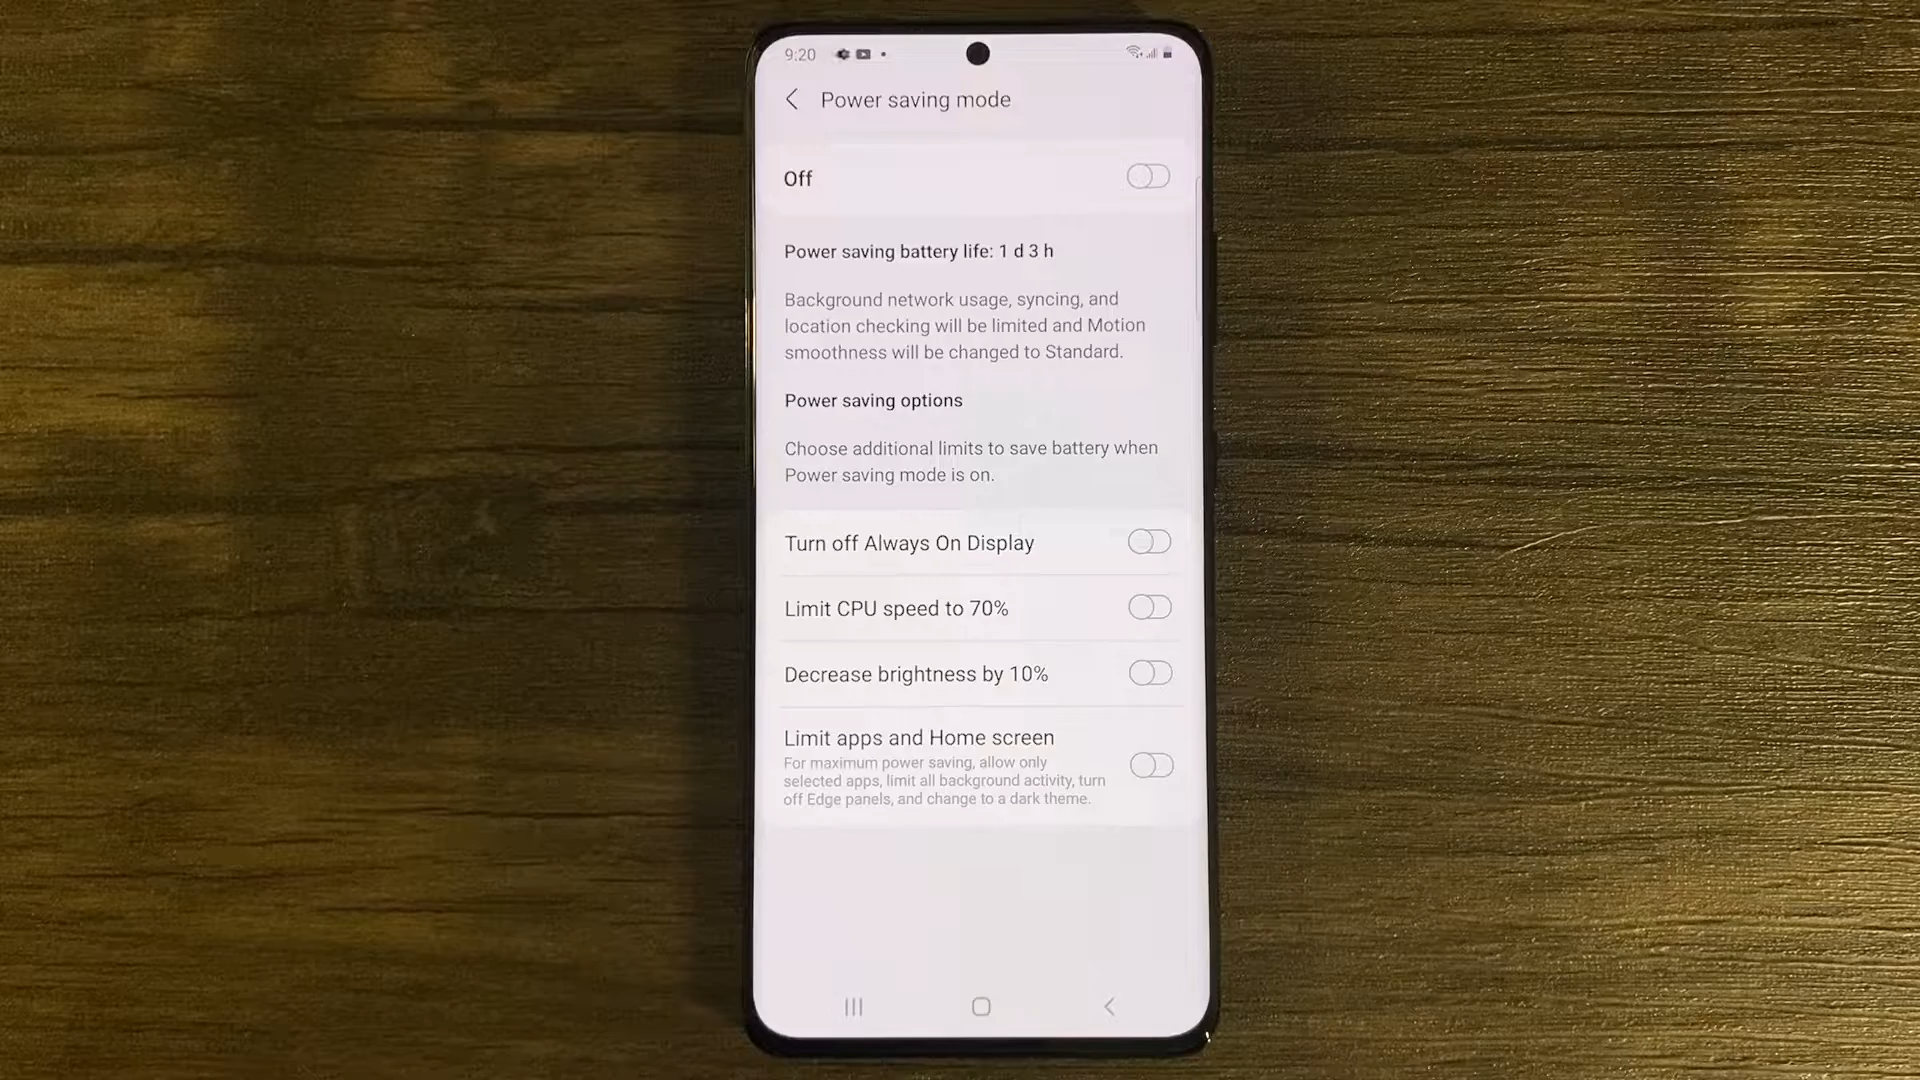 9:20
Power saving mode
Off
Power saving battery life: 1 d 3 h
Background network usage, syncing, and
location checking will be limited and Motion
smoothness will be changed to Standard.
Power saving options
Choose additional limits to save battery when
Power saving mode is on.
Turn off Always On Display
Limit CPU speed to 70%
Decrease brightness by 10%
Limit apps and Home screen
For maximum power saving, allow only
selected apps, limit all background activity, turn
off Edge panels, and change to a dark theme.